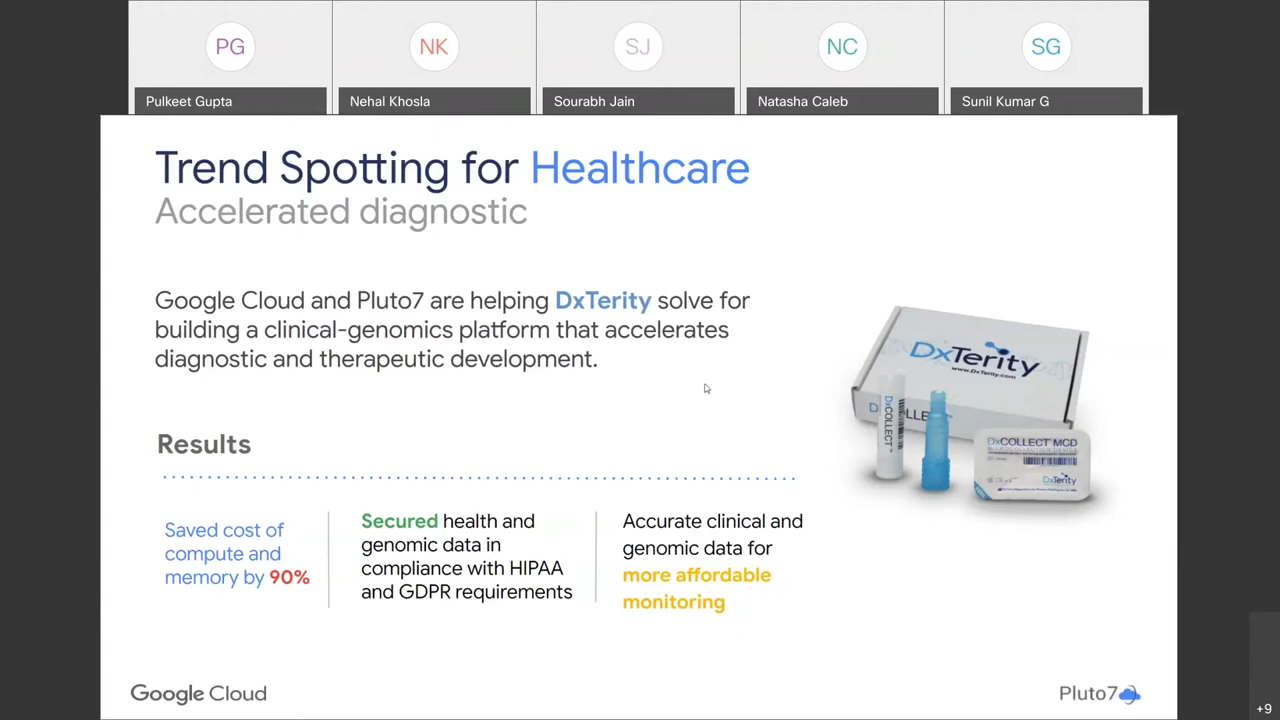 PG
NK
SJ
NC
SG
Pulkeet Gupta
Nehal Khosla
Sourabh Jain
Natasha Caleb
Sunil Kumar G
Trend Spotting for Healthcare
Accelerated diagnostic
Google Cloud and Pluto7 are helping DxTerity solve for
building a clinical-genomics platform that accelerates
diagnostic and therapeutic development.
DxTerity
www.DxTerity.com
DxCOLLECT™
DxCOLLECT MCD
DxTerity
Results
Saved cost of
compute and
memory by 90%
Secured health and
genomic data in
compliance with HIPAA
and GDPR requirements
Accurate clinical and
genomic data for
more affordable
monitoring
Google Cloud
Pluto7
+9